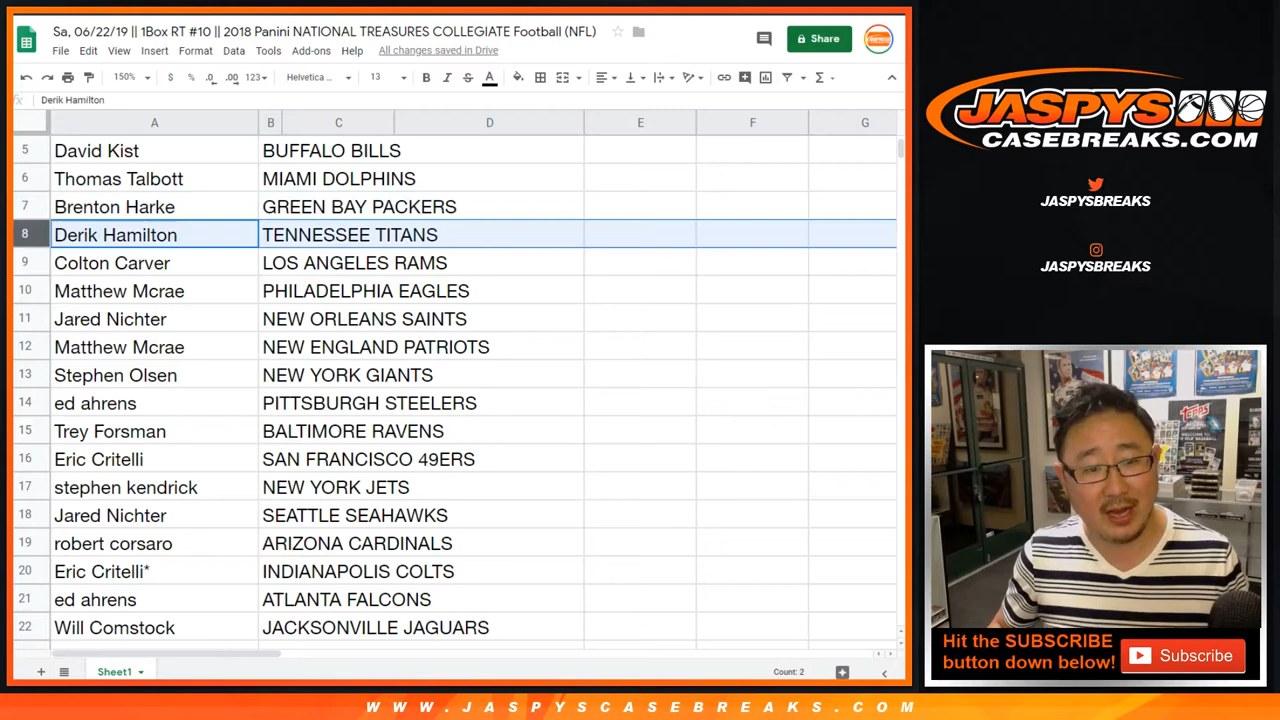 Sa, 06/22/19 || 1Box RT #10 || 2018 Panini NATIONAL TREASURES COLLEGIATE Football (NFL)
File Edit View Insert Format Data Tools Add-ons Help All changes saved in Drive
Share
150% $ % .0 .00 123 Helvetica ... 13 B I S A Σ
fx Derik Hamilton
A B C D E F G
5 David Kist BUFFALO BILLS
6 Thomas Talbott MIAMI DOLPHINS
7 Brenton Harke GREEN BAY PACKERS
8 Derik Hamilton TENNESSEE TITANS
9 Colton Carver LOS ANGELES RAMS
10 Matthew Mcrae PHILADELPHIA EAGLES
11 Jared Nichter NEW ORLEANS SAINTS
12 Matthew Mcrae NEW ENGLAND PATRIOTS
13 Stephen Olsen NEW YORK GIANTS
14 ed ahrens PITTSBURGH STEELERS
15 Trey Forsman BALTIMORE RAVENS
16 Eric Critelli SAN FRANCISCO 49ERS
17 stephen kendrick NEW YORK JETS
18 Jared Nichter SEATTLE SEAHAWKS
19 robert corsaro ARIZONA CARDINALS
20 Eric Critelli* INDIANAPOLIS COLTS
21 ed ahrens ATLANTA FALCONS
22 Will Comstock JACKSONVILLE JAGUARS
Sheet1 Count: 2
JASPYS
CASEBREAKS.COM
JASPYSBREAKS
JASPYSBREAKS
topps
Hit the SUBSCRIBE
button down below!
Subscribe
WWW.JASPYSCASEBREAKS.COM